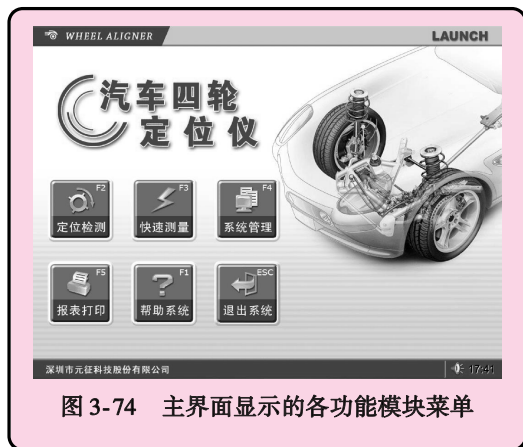 WHEEL ALIGNER
LAUNCH
汽车四轮
定位仪
F2
定位检测
F3
快速测量
F4
系统管理
F5
报表打印
F1
帮助系统
ESC
退出系统
深圳市元征科技股份有限公司
17:41
图3-74 主界面显示的各功能模块菜单